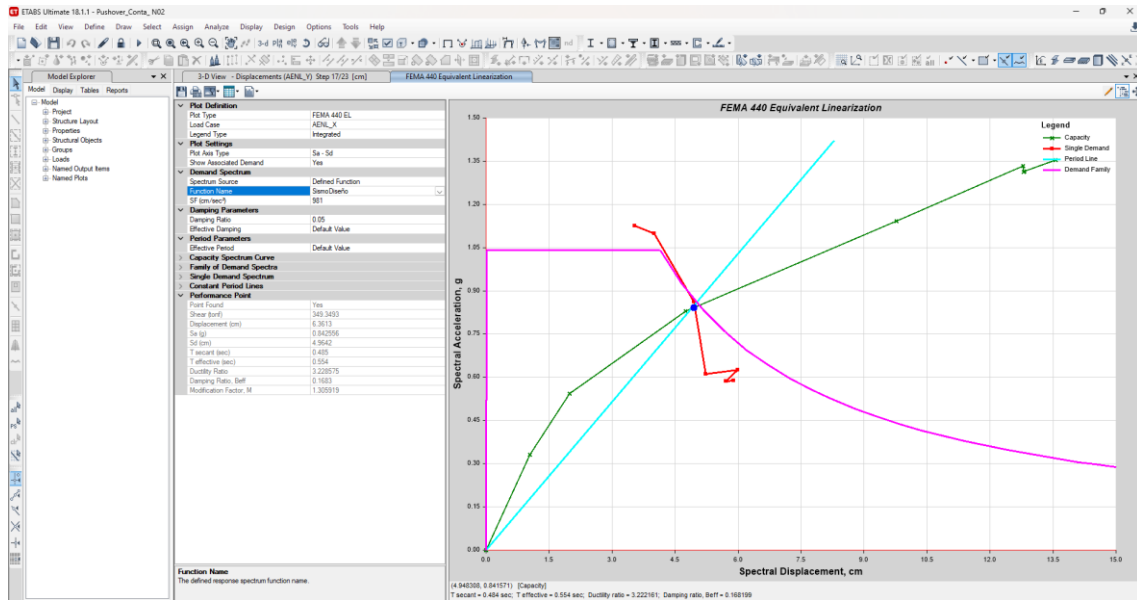 ETABS Ultimate 18.1.1 - Pushover_Conta_ N02
File Edit View Define Draw Select Assign Analyze Display Design Options Tools Help
Model Explorer
3-D View - Displacements (AENL_Y) Step 17/23 [cm]
FEMA 440 Equivalent Linearization
Model Display Tables Reports
Model
Project
Structure Layout
Properties
Structural Objects
Groups
Loads
Named Output Items
Named Plots
Plot Definition
Plot Type FEMA 440 EL
Load Case AENL_X
Legend Type Integrated
Plot Settings
Plot Axis Type Sa - Sd
Show Associated Demand Yes
Demand Spectrum
Spectrum Source Defined Function
Function Name SismoDiseño
SF (cm/sec²) 981
Damping Parameters
Damping Ratio 0.05
Effective Damping Default Value
Period Parameters
Effective Period Default Value
Capacity Spectrum Curve
Family of Demand Spectra
Single Demand Spectrum
Constant Period Lines
Performance Point
Point Found Yes
Shear (tonf) 349.3493
Displacement (cm) 6.3613
Sa (g) 0.842556
Sd (cm) 4.9642
T secant (sec) 0.485
T effective (sec) 0.554
Ductility Ratio 3.228575
Damping Ratio, Beff 0.1683
Modification Factor, M 1.305919
Function Name
The defined response spectrum function name.
FEMA 440 Equivalent Linearization
Legend
Capacity
Single Demand
Period Line
Demand Family
Spectral Acceleration, g
1.50
1.35
1.20
1.05
0.90
0.75
0.60
0.45
0.30
0.15
0.00
0.0 1.5 3.0 4.5 6.0 7.5 9.0 10.5 12.0 13.5 15.0
Spectral Displacement, cm
(4.948388, 0.841571) [Capacity]
T secant = 0.484 sec; T effective = 0.554 sec; Ductility ratio = 3.222161; Damping ratio, Beff = 0.168199